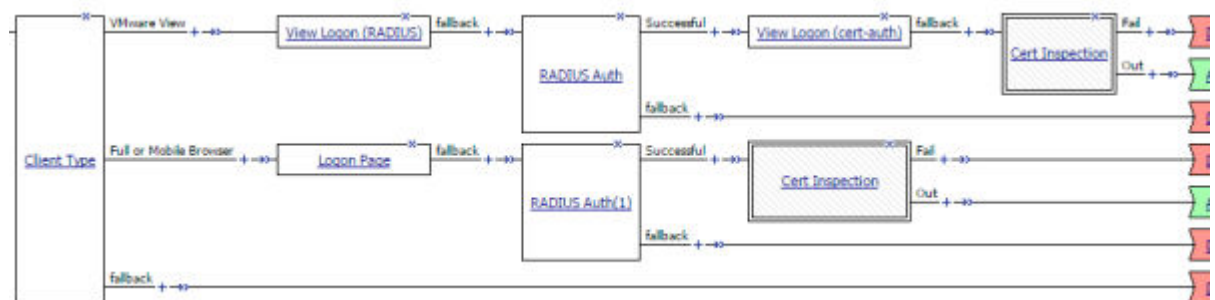 VMware View
View Logon (RADIUS)
fallback
RADIUS Auth
Successful
View Logon (cert-auth)
fallback
Cert Inspection
Fail
Out
fallback
Client Type
Full or Mobile Browser
Logon Page
fallback
RADIUS Auth(1)
Successful
Cert Inspection
Fail
Out
fallback
fallback